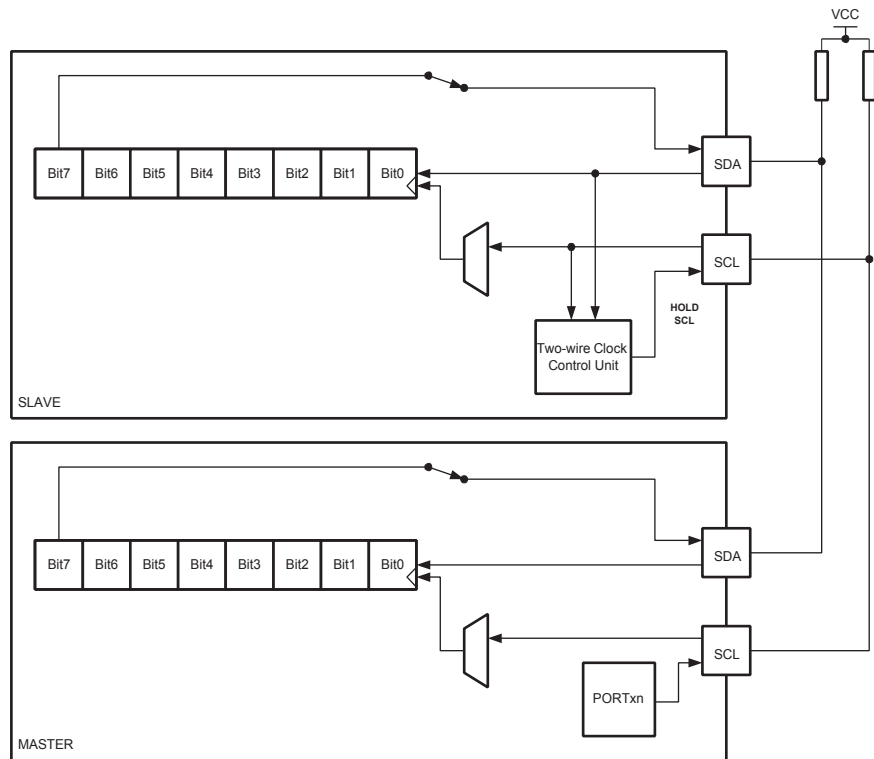 VCC
Bit7 Bit6 Bit5 Bit4 Bit3 Bit2 Bit1 Bit0
SDA
SCL
HOLD
SCL
Two-wire Clock
Control Unit
SLAVE
Bit7 Bit6 Bit5 Bit4 Bit3 Bit2 Bit1 Bit0
SDA
SCL
PORTxn
MASTER